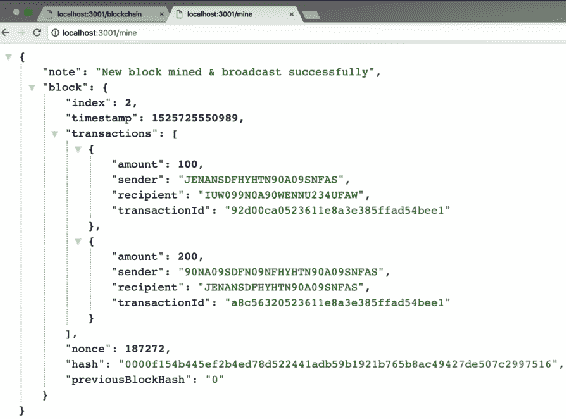 localhost:3001/blockchain
localhost:3001/mine
localhost:3001/mine
{
"note": "New block mined & broadcast successfully",
"block": {
"index": 2,
"timestamp": 1525725550989,
"transactions": [
{
"amount": 100,
"sender": "JENANSDFHYHTN90A09SNFAS",
"recipient": "IUW099N0A90WENNU234UFAW",
"transactionId": "92d00ca0523611e8a3e385ffad54bee1"
},
{
"amount": 200,
"sender": "90NA09SDFN09NFHYHTN90A09SNFAS",
"recipient": "JENANSDFHYHTN90A09SNFAS",
"transactionId": "a8c56320523611e8a3e385ffad54bee1"
}
],
"nonce": 187272,
"hash": "0000f154b445ef2b4ed78d522441adb59b1921b765b8ac49427de507c2997516",
"previousBlockHash": "0"
}
}